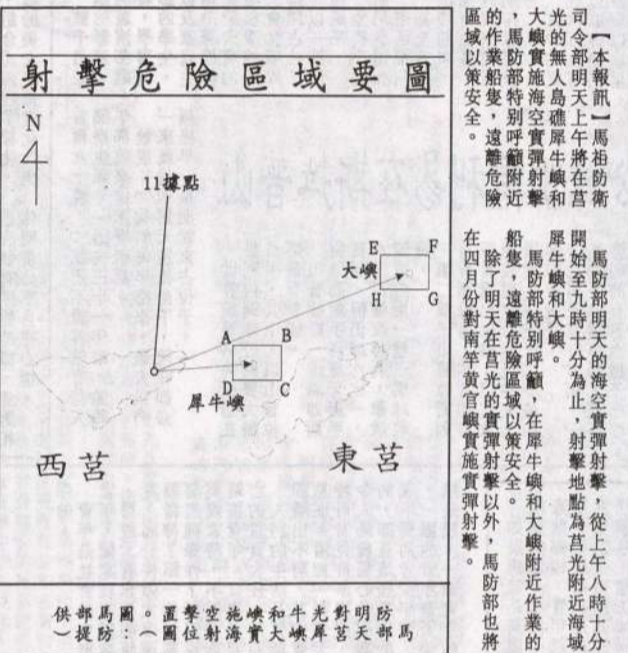 【本報訊】馬祖防衛
司令部明天上午將在莒
光的無人島礁犀牛嶼和
大嶼實施海空實彈射擊
，馬防部特別呼籲附近
的作業船隻，遠離危險
區域以策安全。
馬防部明天的海空實彈射擊，從上午八時十分
開始至九時十分為止，射擊地點為莒光附近海域
犀牛嶼和大嶼。
馬防部特別呼籲，在犀牛嶼和大嶼附近作業的
船隻，遠離危險區域以策安全。
除了明天在莒光的實彈射擊以外，馬防部也將
在四月份對南竿黃官嶼實施實彈射擊。
射擊危險區域要圖
N
11據點
E
F
大嶼
H
G
A
B
D
C
犀牛嶼
西莒
東莒
馬
防部
明天
對莒
光犀
牛嶼
和大
嶼實
施海
空射
擊位
置圖
。（
圖：
馬防
部提
供）